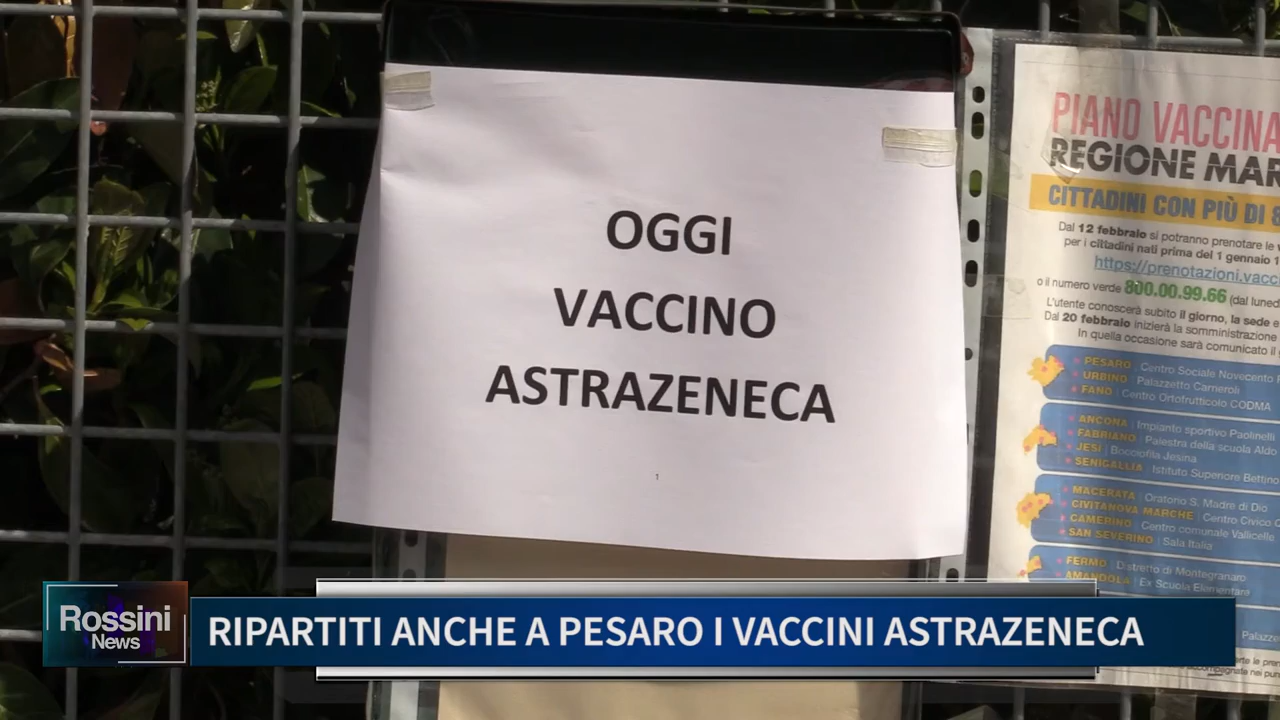 OGGI
VACCINO
ASTRAZENECA
PIANO VACCINA
REGIONE MAR
CITTADINI CON PIÙ DI
Dal 12 febbraio si potranno prenotare le
per i cittadini nati prima del 1 gennaio 1
https://prenotazioni.vacc
o il numero verde 800.00.99.66 (dal luned
L'utente conoscerà subito il giorno, la sede e
Dal 20 febbraio inizierà la somministrazione
In quella occasione sarà comunicato il
PESARO | Centro Sociale Novecento
URBINO | Palazzetto Carneroli
FANO | Centro Ortofrutticolo CODMA
ANCONA | Impianto sportivo Paolinelli
FABRIANO | Palestra della scuola Aldo
JESI | Bocciofila Jesina
SENIGALLIA | Istituto Superiore Bettino
MACERATA | Oratorio S. Madre di Dio
CIVITANOVA MARCHE | Centro Civico
CAMERINO | Centro comunale Vallicelle
SAN SEVERINO | Sala Italia
FERMO | Distretto di Montegranaro
AMANDOLA | Ex Scuola Elementare
Palazze
Rossini
News
RIPARTITI ANCHE A PESARO I VACCINI ASTRAZENECA